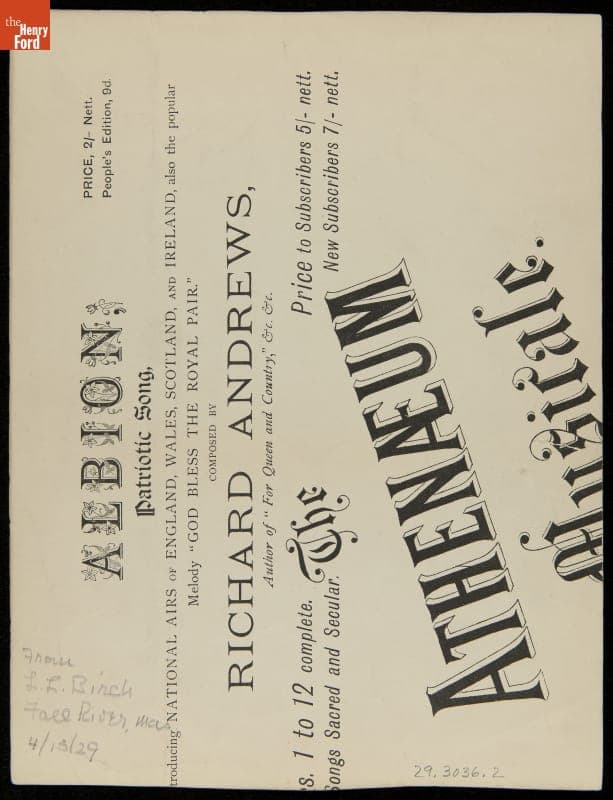 the
Henry
Ford
PRICE, 2/- Nett.
People's Edition, 9d.
ALBION:
Patriotic Song,
troducing NATIONAL AIRS OF ENGLAND, WALES, SCOTLAND, AND IRELAND, also the popular
Melody "GOD BLESS THE ROYAL PAIR."
COMPOSED BY
RICHARD ANDREWS,
Author of "For Queen and Country," &c. &c.
s. 1 to 12 complete. Price to Subscribers 5/- nett.
ongs Sacred and Secular. New Subscribers 7/- nett.
The
ATHENÆUM
Musicale.
From
L. L. Birch
Fall River, Mass
4/13/29
29.3036.2